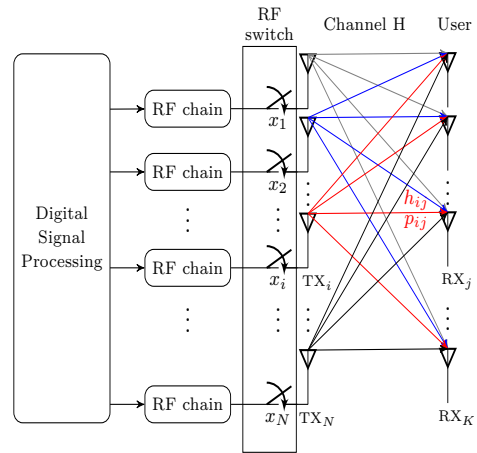 RF
switch
Channel H
User
RF chain
x1
RF chain
x2
hij
pij
Digital
Signal
Processing
RF chain
xi
TXi
RXj
RF chain
xN
TXN
RXK